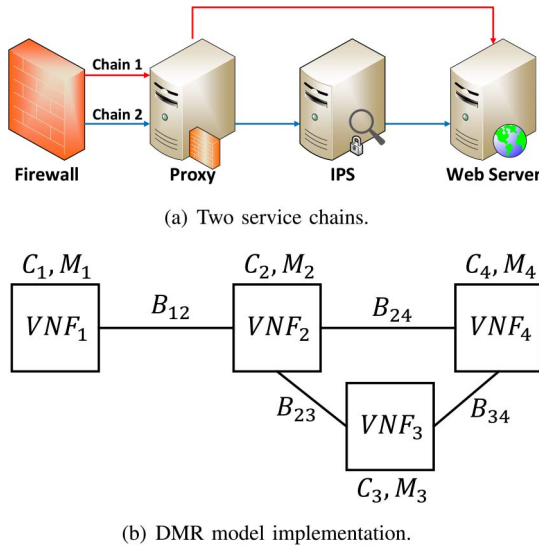 Chain 1
Chain 2
Firewall Proxy IPS Web Server
(a) Two service chains.
C₁, M₁ C₂, M₂ C₄, M₄
VNF₁ B₁₂ VNF₂ B₂₄ VNF₄
B₂₃ VNF₃ B₃₄
C₃, M₃
(b) DMR model implementation.